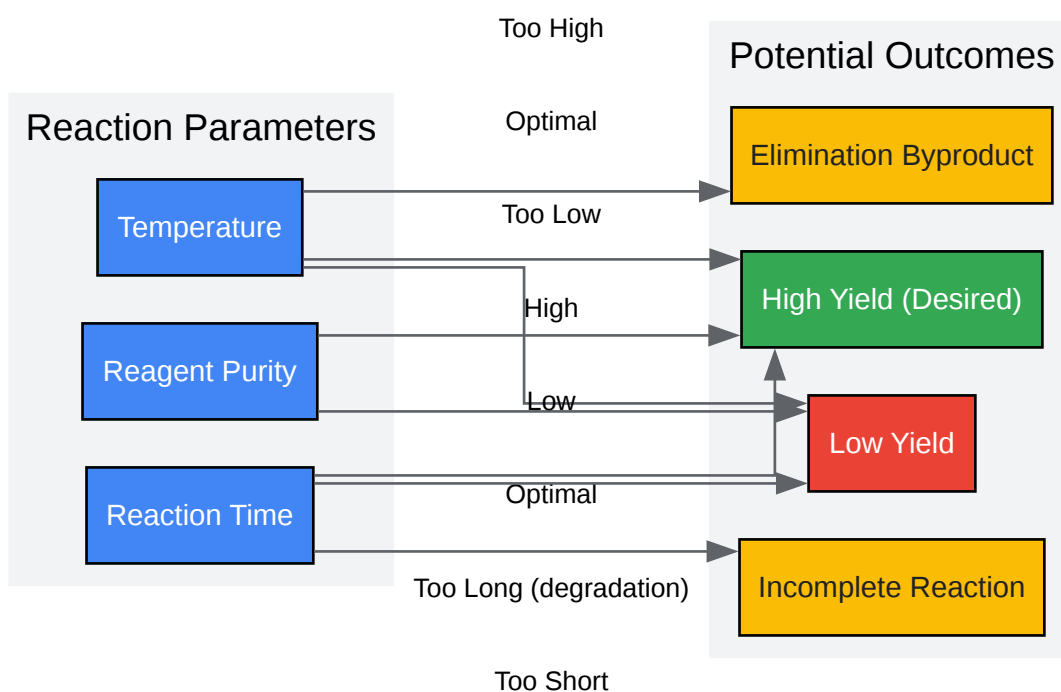 Reaction Parameters
Temperature
Reagent Purity
Reaction Time
Too High
Optimal
Too Low
High
Low
Optimal
Too Long (degradation)
Too Short
Potential Outcomes
Elimination Byproduct
High Yield (Desired)
Low Yield
Incomplete Reaction